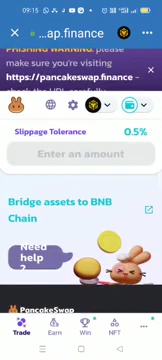 09:15
...ap.finance
PHISHING WARNING: please
make sure you're visiting
https://pancakeswap.finance
- check the URL carefully.
Slippage Tolerance
0.5%
Enter an amount
Bridge assets to BNB
Chain
Need
help
?
PancakeSwap
Trade
Earn
Win
NFT